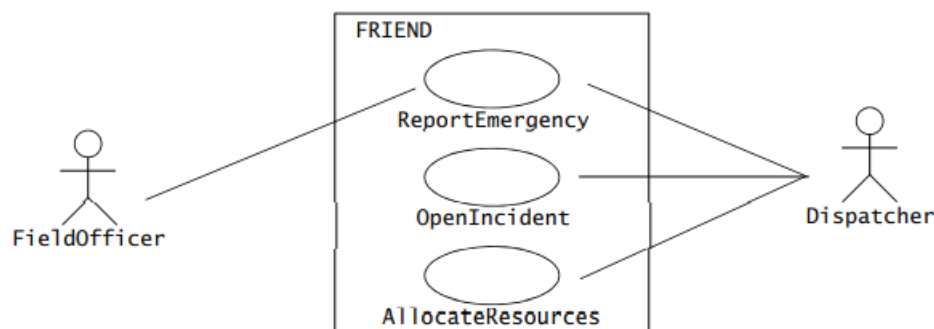 FRIEND
ReportEmergency
FieldOfficer
OpenIncident
Dispatcher
AllocateResources